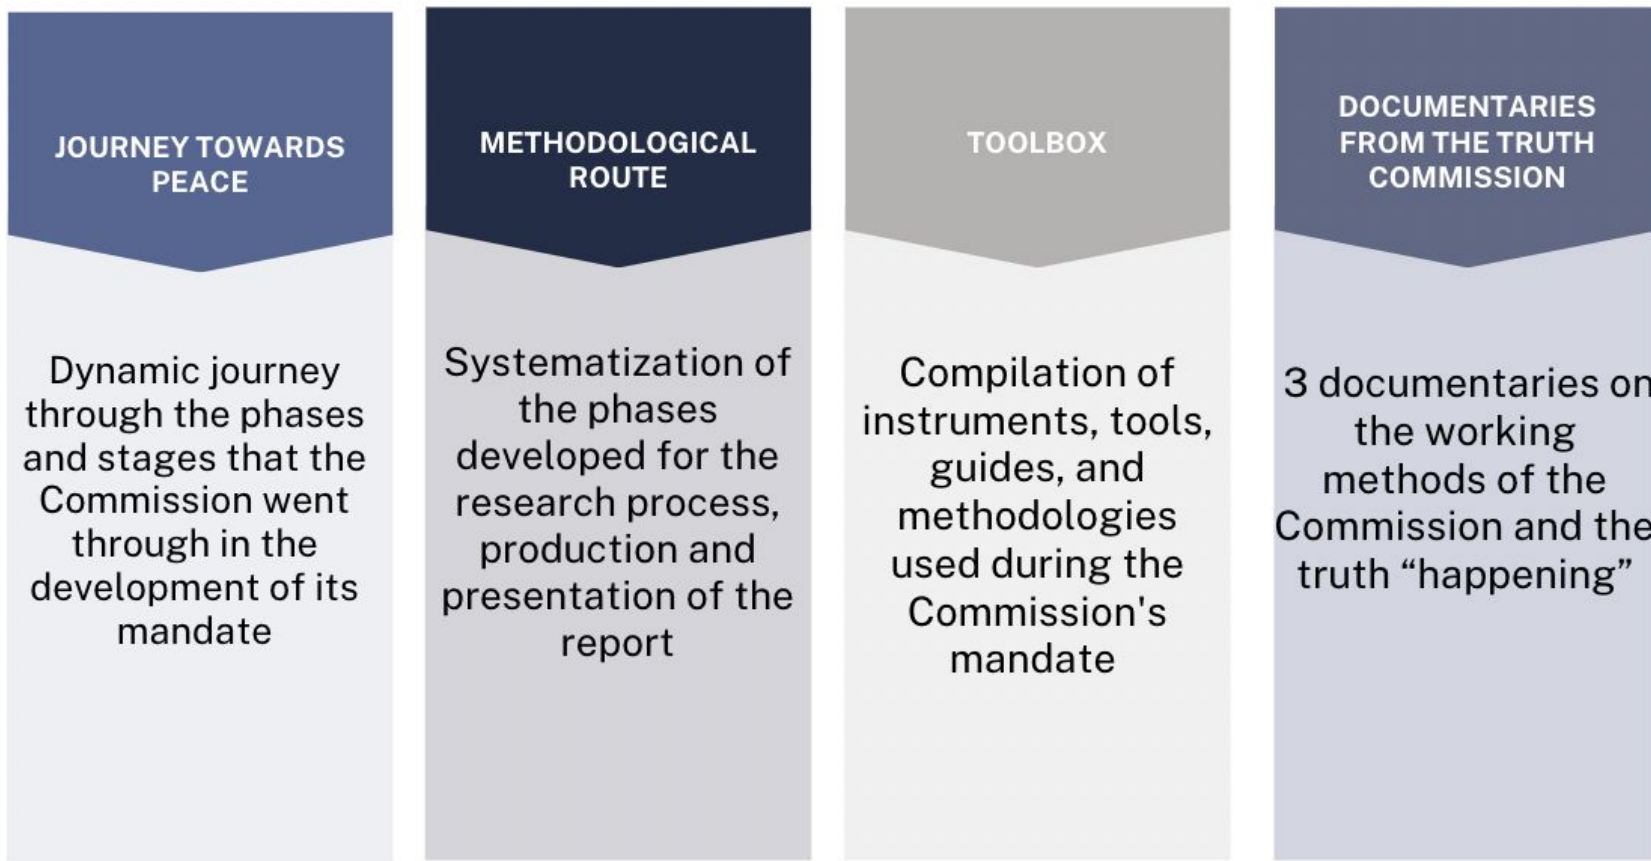 JOURNEY TOWARDS
PEACE
Dynamic journey
through the phases
and stages that the
Commission went
through in the
development of its
mandate
METHODOLOGICAL
ROUTE
Systematization of
the phases
developed for the
research process,
production and
presentation of the
report
TOOLBOX
Compilation of
instruments, tools,
guides, and
methodologies
used during the
Commission's
mandate
DOCUMENTARIES
FROM THE TRUTH
COMMISSION
3 documentaries on
the working
methods of the
Commission and the
truth “happening”